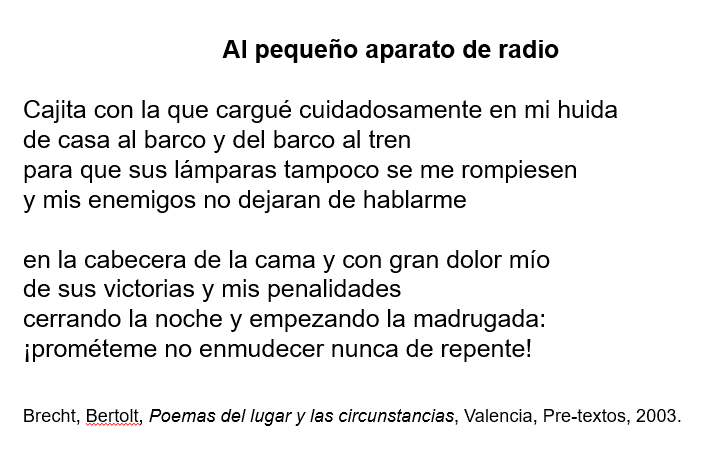 Al pequeño aparato de radio
Cajita con la que cargué cuidadosamente en mi huida
de casa al barco y del barco al tren
para que sus lámparas tampoco se me rompiesen
y mis enemigos no dejaran de hablarme
en la cabecera de la cama y con gran dolor mío
de sus victorias y mis penalidades
cerrando la noche y empezando la madrugada:
¡prométeme no enmudecer nunca de repente!
Brecht, Bertolt, Poemas del lugar y las circunstancias, Valencia, Pre-textos, 2003.